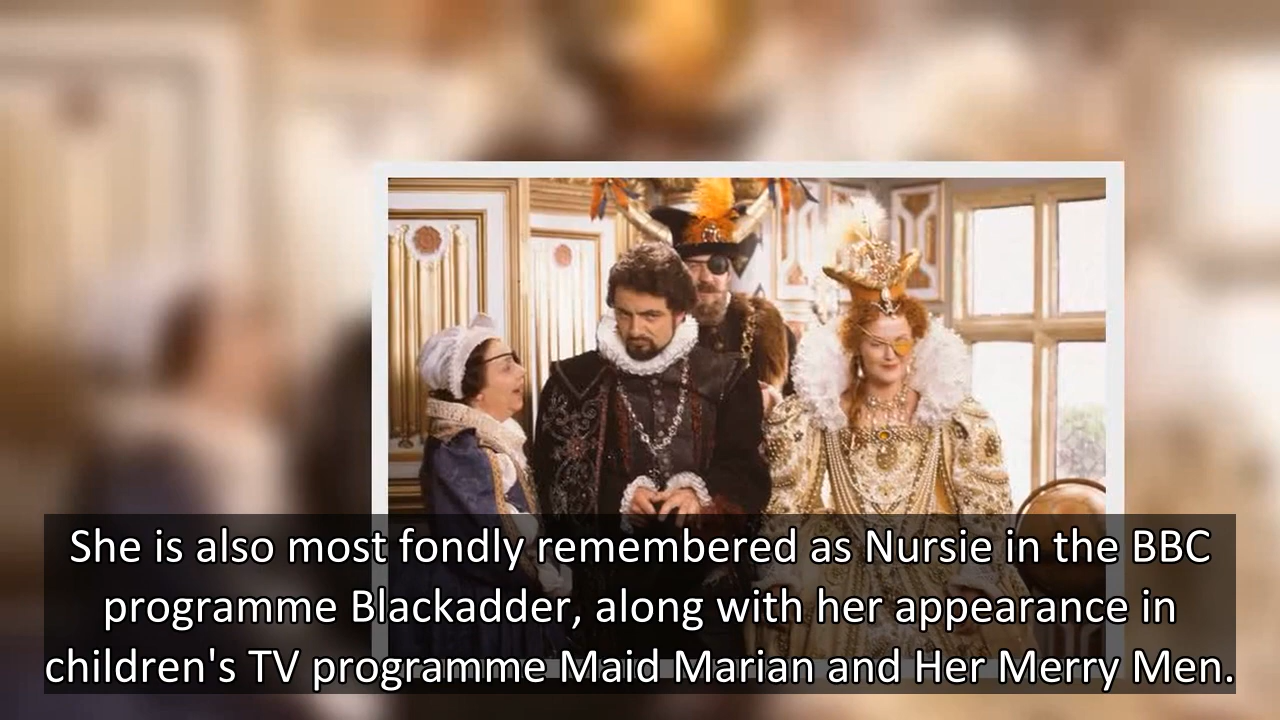 She is also most fondly remembered as Nursie in the BBC
programme Blackadder, along with her appearance in
children's TV programme Maid Marian and Her Merry Men.